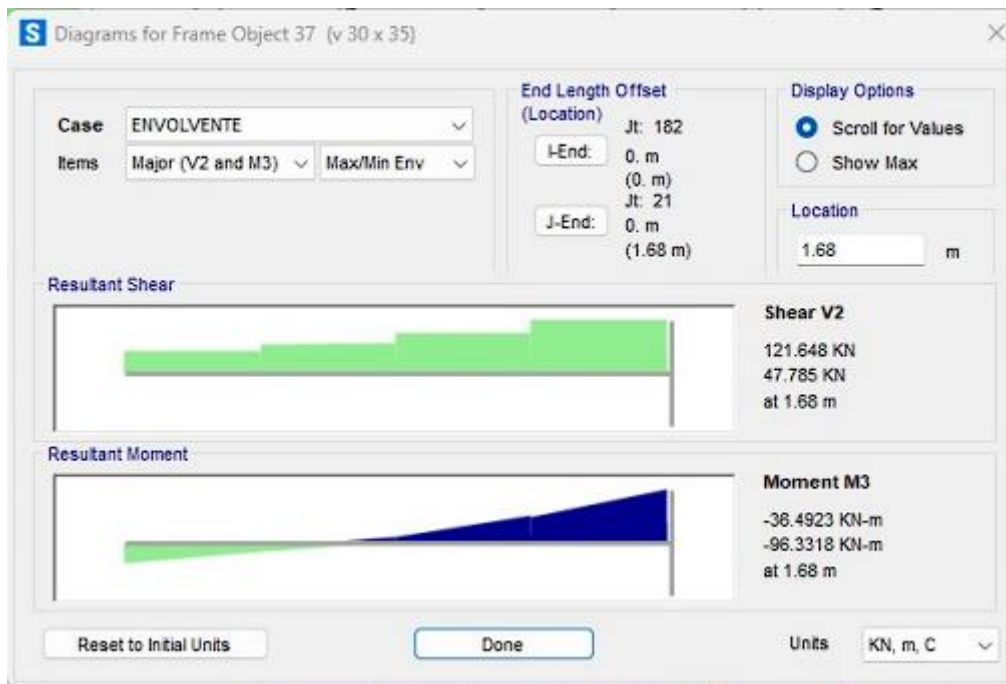 S Diagrams for Frame Object 37 (v 30 x 35)
Case ENVOLVENTE
Items Major (V2 and M3) Max/Min Env
End Length Offset
(Location)
Jt: 182
I-End: 0. m
(0. m)
Jt: 21
J-End: 0. m
(1.68 m)
Display Options
Scroll for Values
Show Max
Location
1.68 m
Resultant Shear
Shear V2
121.648 KN
47.785 KN
at 1.68 m
Resultant Moment
Moment M3
-36.4923 KN-m
-96.3318 KN-m
at 1.68 m
Reset to Initial Units Done Units KN, m, C